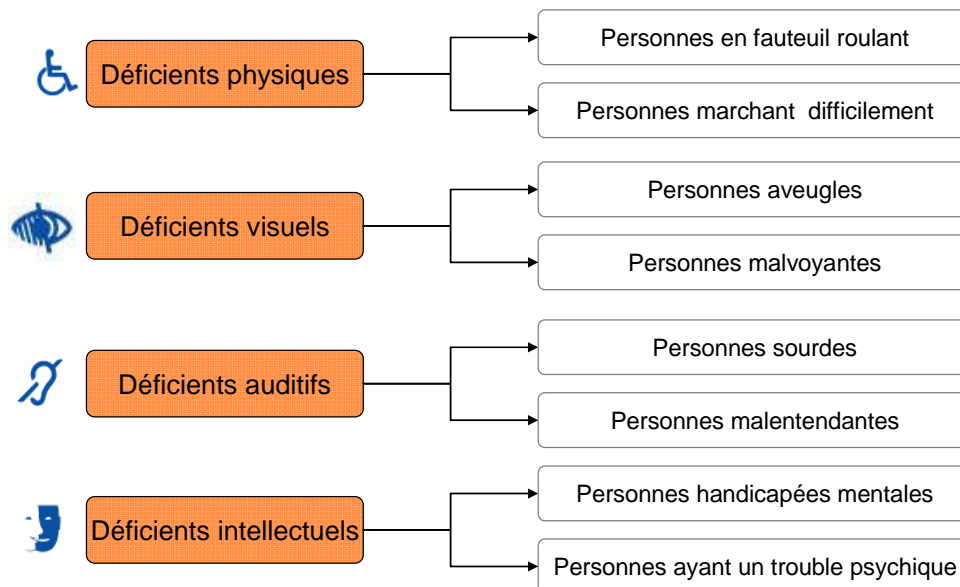 Déficients physiques
Personnes en fauteuil roulant
Personnes marchant difficilement
Déficients visuels
Personnes aveugles
Personnes malvoyantes
Déficients auditifs
Personnes sourdes
Personnes malentendantes
Déficients intellectuels
Personnes handicapées mentales
Personnes ayant un trouble psychique